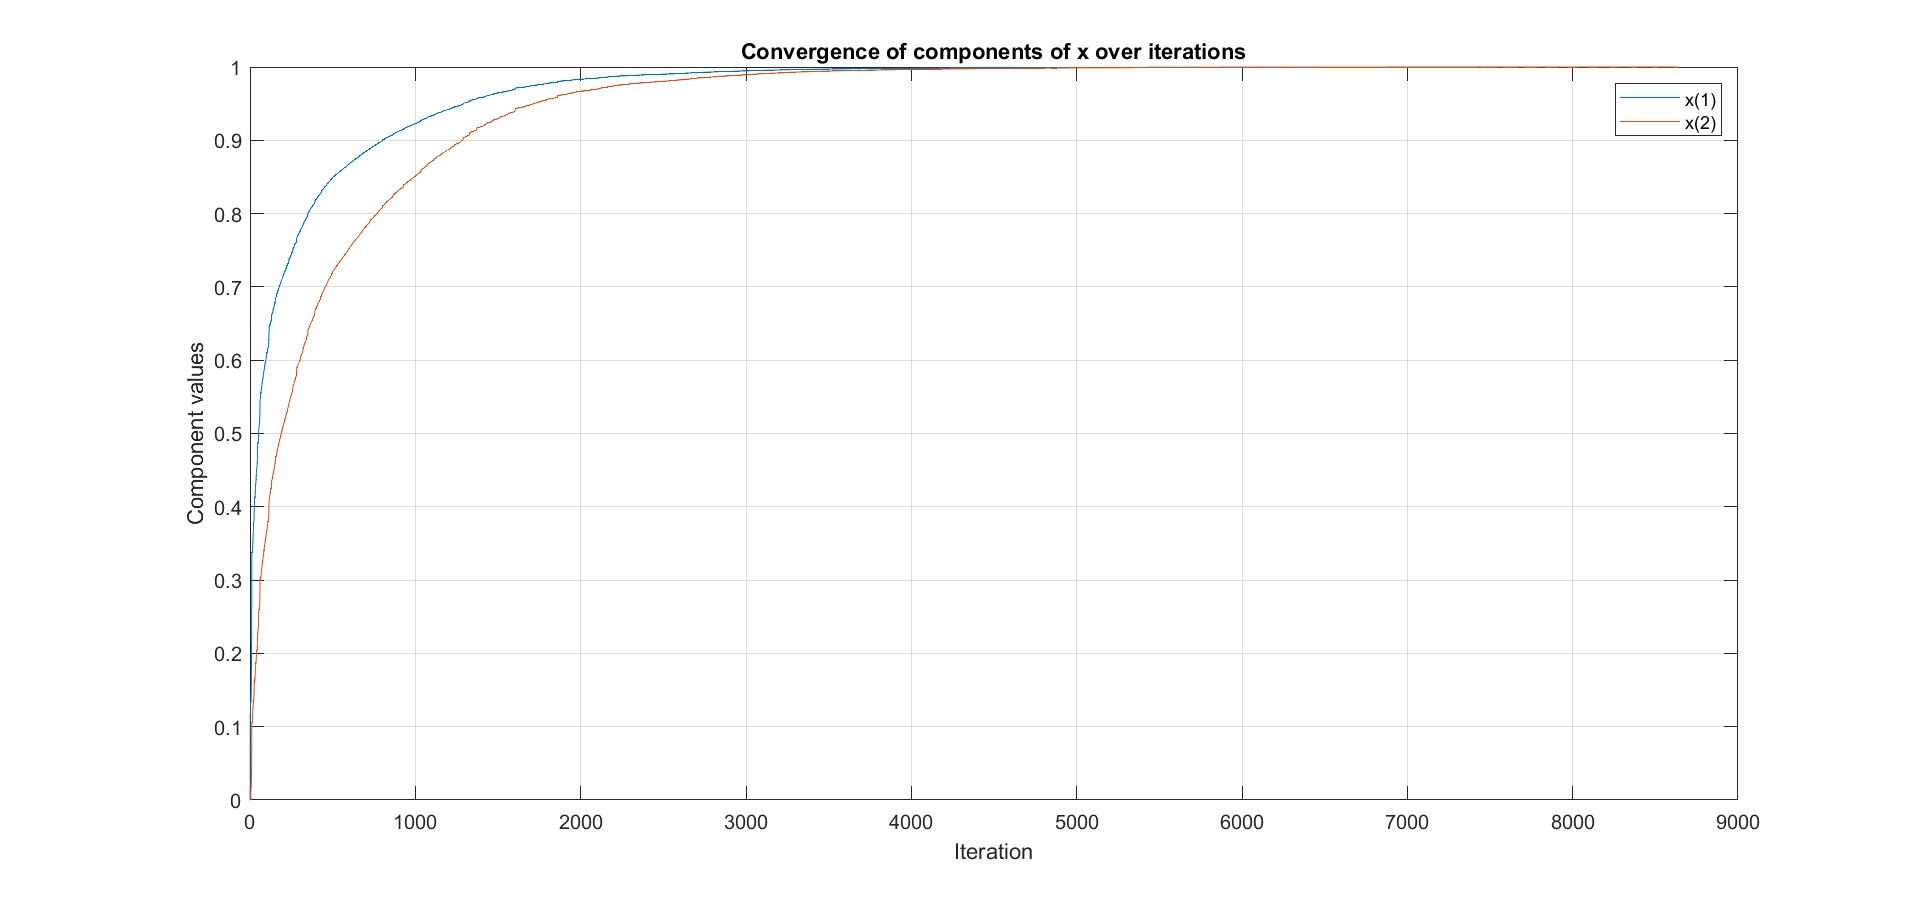 Convergence of components of x over iterations
1
0.9
0.8
0.7
0.6
0.5
0.4
0.3
0.2
0.1
0
Component values
x(1)
x(2)
0 1000 2000 3000 4000 5000 6000 7000 8000 9000
Iteration